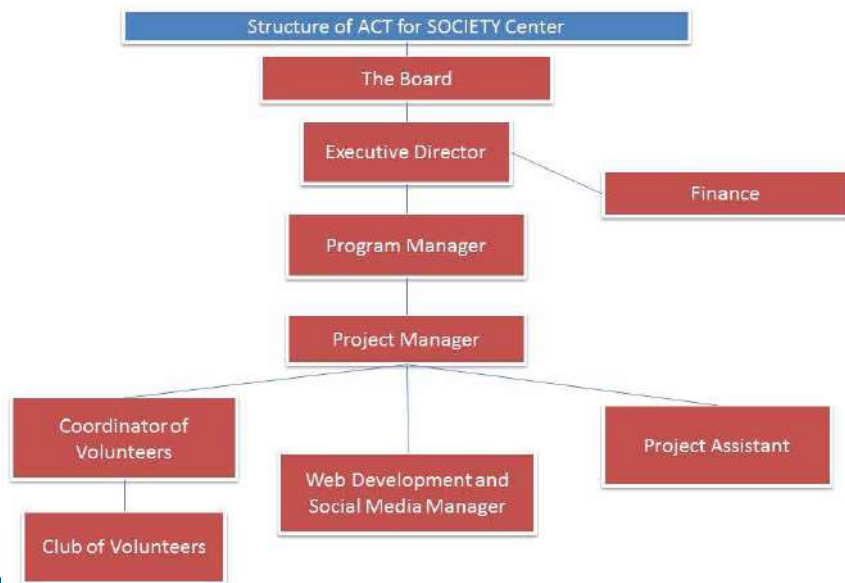 Structure of ACT for SOCIETY Center
The Board
Executive Director
Finance
Program Manager
Project Manager
Coordinator of
Volunteers
Web Development and
Social Media Manager
Project Assistant
Club of Volunteers